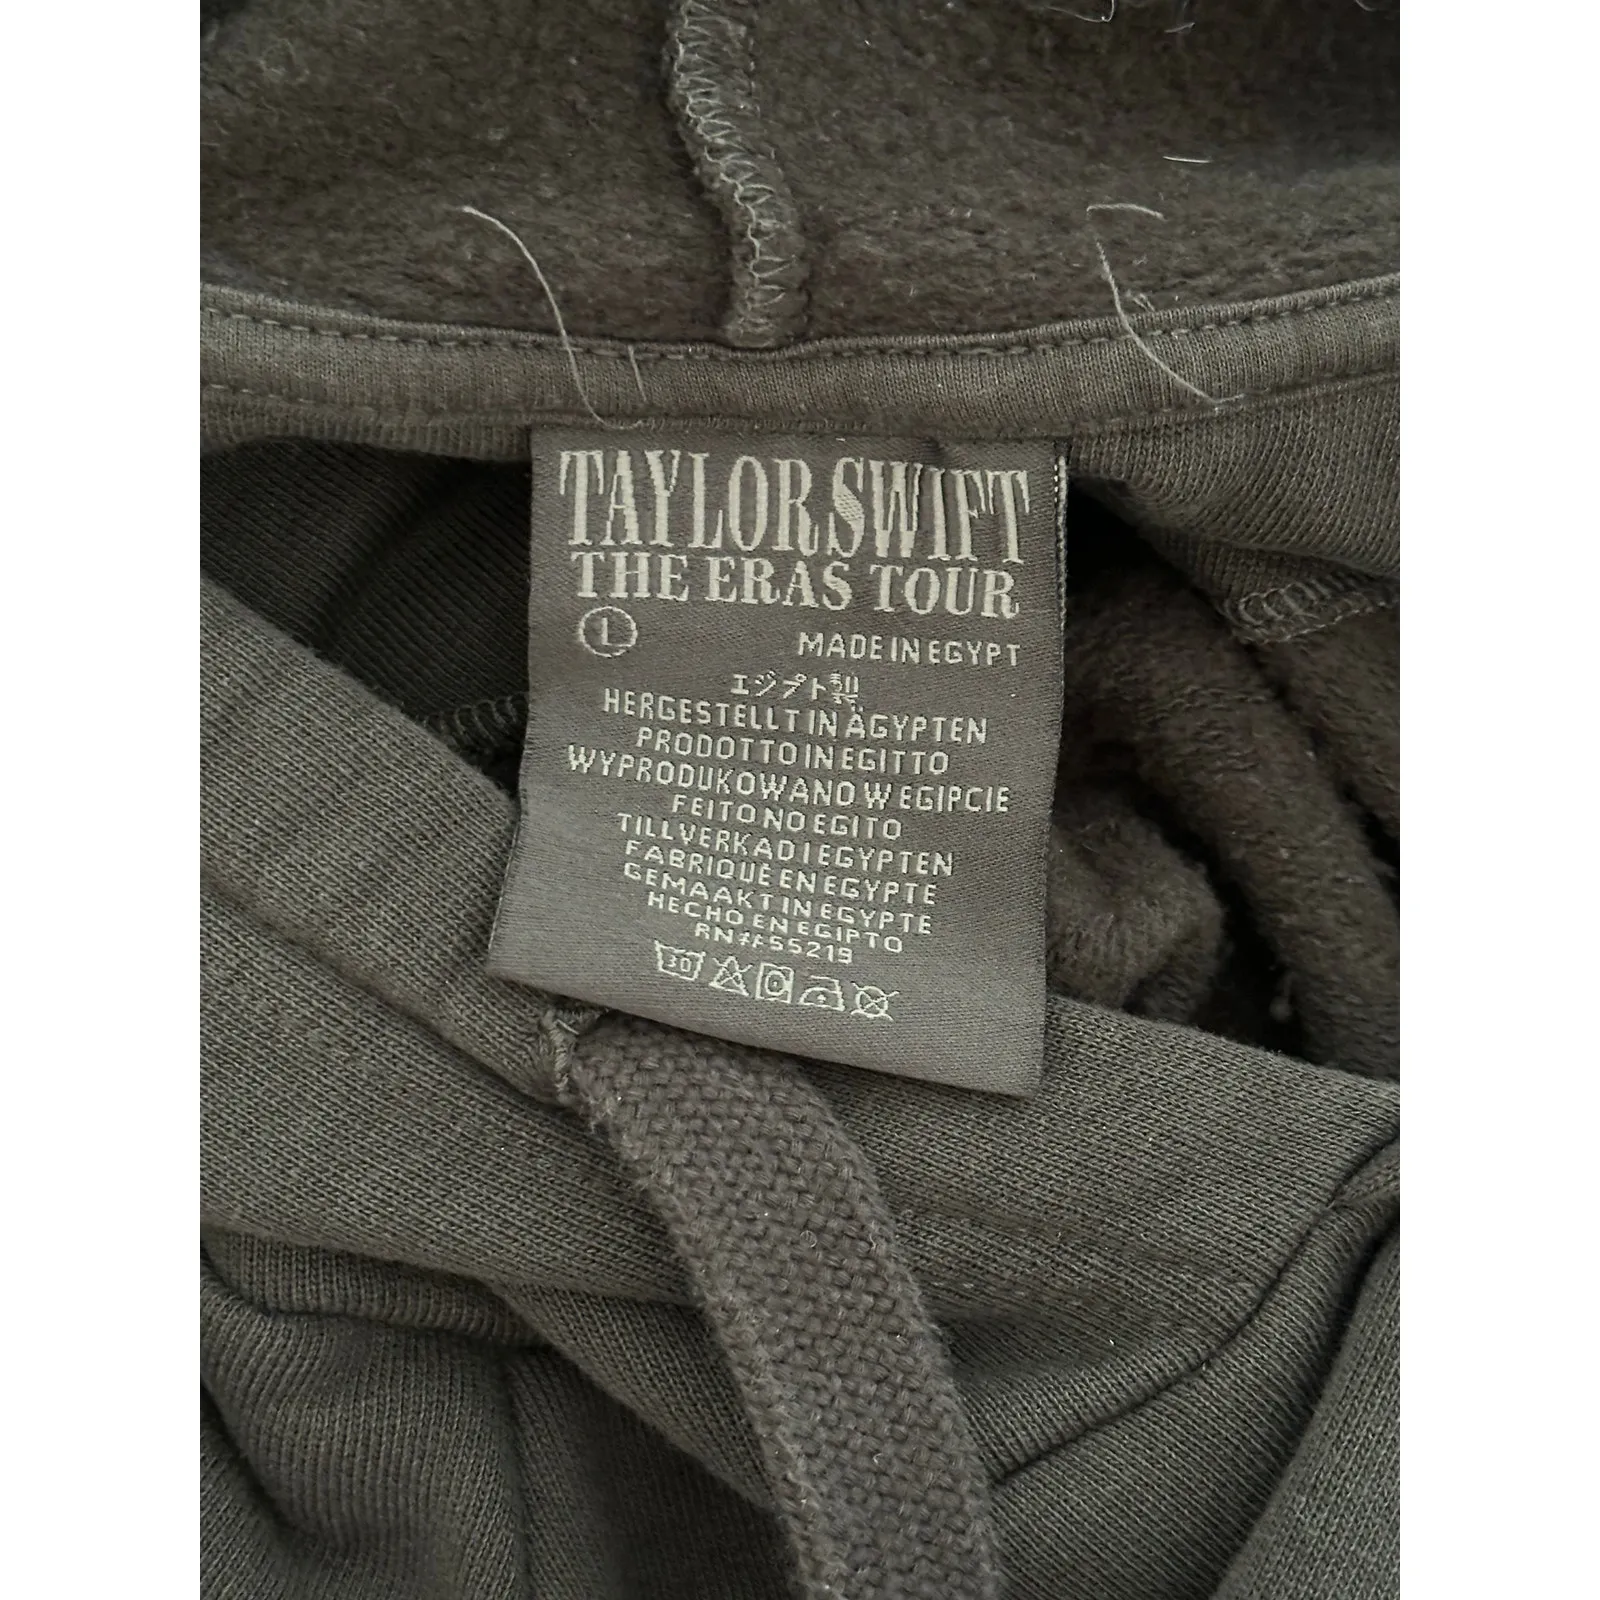 TAYLOR SWIFT
THE ERAS TOUR
L
MADE IN EGYPT
エジプト製
HERGESTELLT IN ÄGYPTEN
PRODOTTO IN EGITTO
WYPRODUKOWANO W EGIPCIE
FEITO NO EGITO
TILLVERKAD I EGYPTEN
FABRIQUÈ EN EGYPTE
GEMAAKT IN EGYPTE
HECHO EN EGIPTO
RN#55219
30